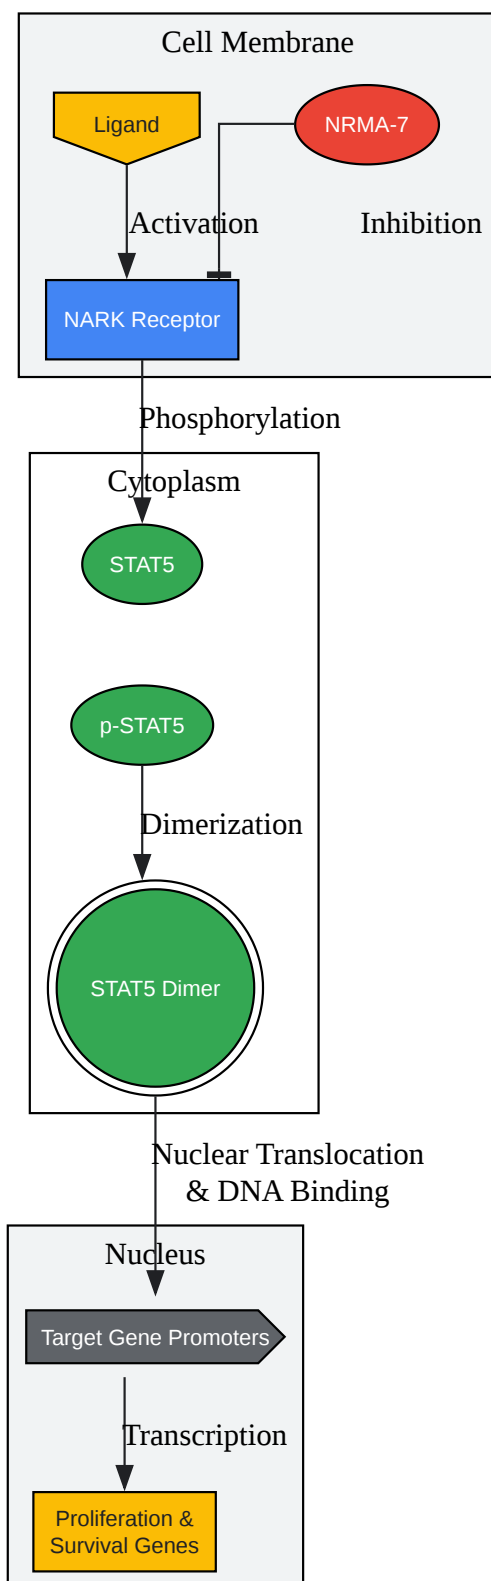 Cell Membrane
Ligand
NRMA-7
Activation
Inhibition
NARK Receptor
Phosphorylation
Cytoplasm
STAT5
p-STAT5
Dimerization
STAT5 Dimer
Nuclear Translocation
& DNA Binding
Nucleus
Target Gene Promoters
Transcription
Proliferation &
Survival Genes